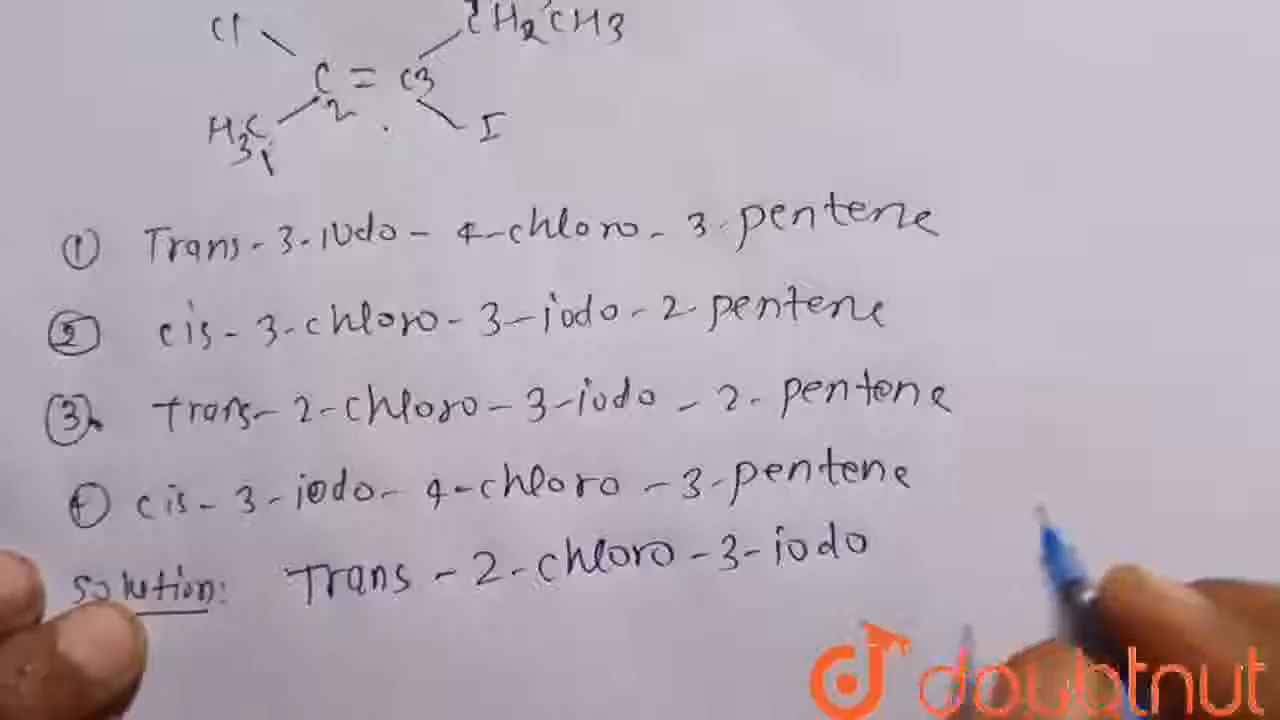 Cl CH2CH3
C = C3
2
H3C I
1
① Trans - 3 - iodo - 4 - chloro - 3 - pentene
② cis - 3 - chloro - 3 - iodo - 2 - pentene
③ Trans - 2 - chloro - 3 - iodo - 2 - pentene
④ cis - 3 - iodo - 4 - chloro - 3 - pentene
Solution: Trans - 2 - chloro - 3 - iodo
doubtnut